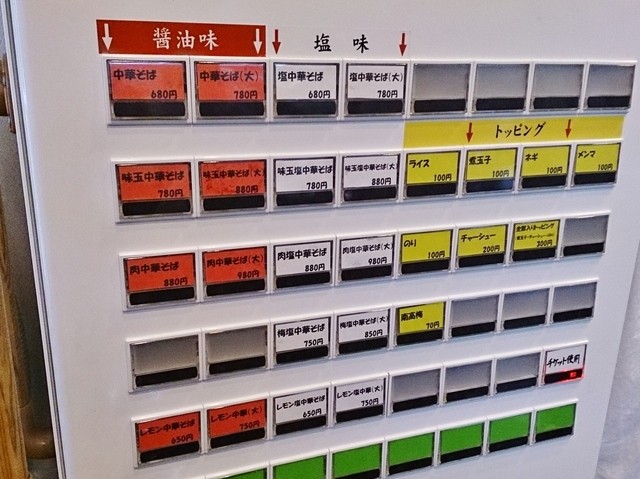 醤油味
塩味
中華そば
680円
中華そば(大)
780円
塩中華そば
680円
塩中華そば(大)
780円
トッピング
味玉中華そば
780円
味玉中華そば(大)
880円
味玉塩中華そば
780円
味玉塩中華そば(大)
880円
ライス
100円
煮玉子
100円
ネギ
100円
メンマ
100円
肉中華そば
880円
肉中華そば(大)
980円
肉塩中華そば
880円
肉塩中華そば(大)
980円
のり
100円
チャーシュー
200円
全部入りトッピング
300円
梅塩中華そば
750円
梅塩中華そば(大)
850円
南高梅
70円
チケット使用
レモン中華そば
650円
レモン中華(大)
750円
レモン塩中華そば
650円
レモン塩中華(大)
750円